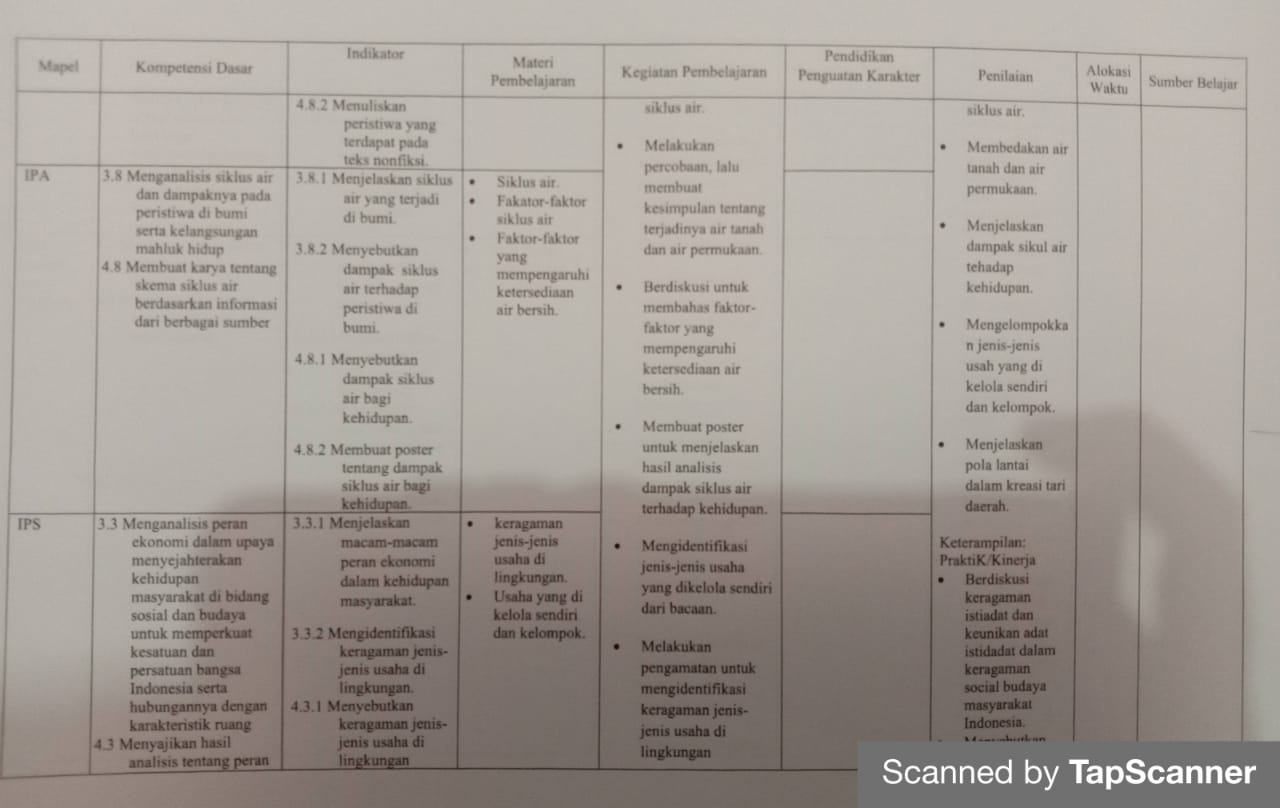 Mapel
Kompetensi Dasar
Indikator
Materi
Pembelajaran
Kegiatan Pembelajaran
Pendidikan
Penguatan Karakter
Penilaian
Alokasi
Waktu
Sumber Belajar
4.8.2 Menuliskan
peristiwa yang
terdapat pada
teks nonfiksi.
IPA
3.8 Menganalisis siklus air
dan dampaknya pada
peristiwa di bumi
serta kelangsungan
mahluk hidup
4.8 Membuat karya tentang
skema siklus air
berdasarkan informasi
dari berbagai sumber
3.8.1 Menjelaskan siklus
air yang terjadi
di bumi.
3.8.2 Menyebutkan
dampak siklus
air terhadap
peristiwa di
bumi.
4.8.1 Menyebutkan
dampak siklus
air bagi
kehidupan.
4.8.2 Membuat poster
tentang dampak
siklus air bagi
kehidupan.
• Siklus air.
• Fakator-faktor
siklus air
• Faktor-faktor
yang
mempengaruhi
ketersediaan
air bersih.
IPS
3.3 Menganalisis peran
ekonomi dalam upaya
menyejahterakan
kehidupan
masyarakat di bidang
sosial dan budaya
untuk memperkuat
kesatuan dan
persatuan bangsa
Indonesia serta
hubungannya dengan
karakteristik ruang
4.3 Menyajikan hasil
analisis tentang peran
3.3.1 Menjelaskan
macam-macam
peran ekonomi
dalam kehidupan
masyarakat.
3.3.2 Mengidentifikasi
keragaman jenis-
jenis usaha di
lingkungan.
4.3.1 Menyebutkan
keragaman jenis-
jenis usaha di
lingkungan
• keragaman
jenis-jenis
usaha di
lingkungan.
• Usaha yang di
kelola sendiri
dan kelompok.
siklus air.
• Melakukan
percobaan, lalu
membuat
kesimpulan tentang
terjadinya air tanah
dan air permukaan.
• Berdiskusi untuk
membahas faktor-
faktor yang
mempengaruhi
ketersediaan air
bersih.
• Membuat poster
untuk menjelaskan
hasil analisis
dampak siklus air
terhadap kehidupan.
• Mengidentifikasi
jenis-jenis usaha
yang dikelola sendiri
dari bacaan.
• Melakukan
pengamatan untuk
mengidentifikasi
keragaman jenis-
jenis usaha di
lingkungan
siklus air.
• Membedakan air
tanah dan air
permukaan.
• Menjelaskan
dampak sikul air
tehadap
kehidupan.
• Mengelompokka
n jenis-jenis
usah yang di
kelola sendiri
dan kelompok.
• Menjelaskan
pola lantai
dalam kreasi tari
daerah.
Keterampilan:
PraktiK/Kinerja
• Berdiskusi
keragaman
istiadat dan
keunikan adat
istidadat dalam
keragaman
social budaya
masyarakat
Indonesia.
Scanned by TapScanner